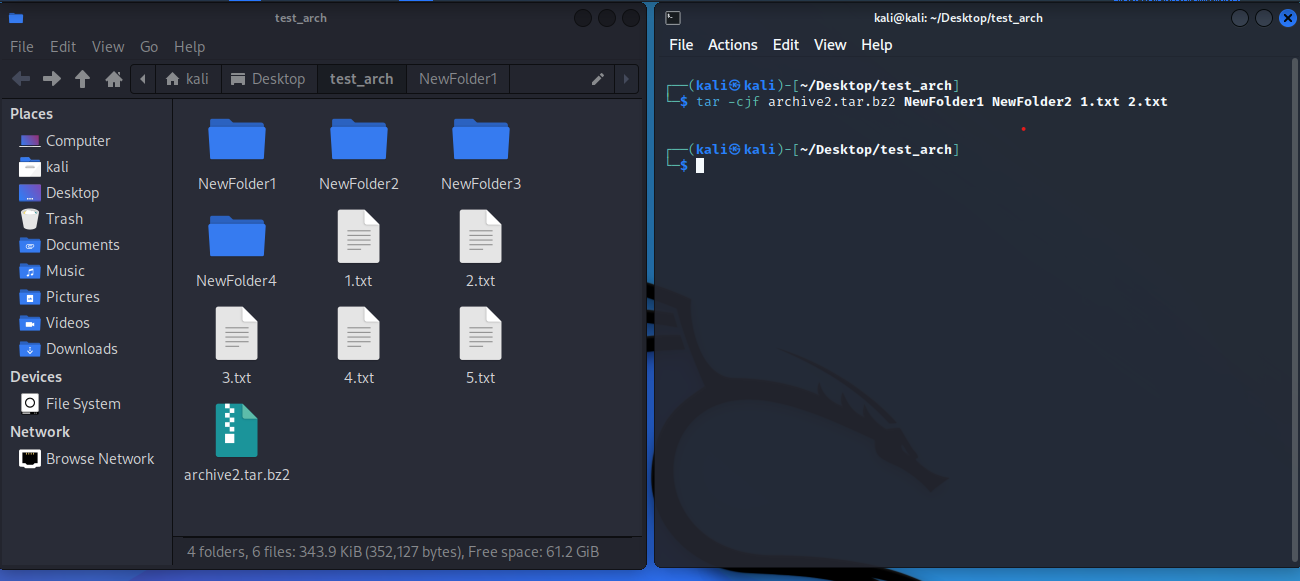 test_arch
File Edit View Go Help
kali Desktop test_arch NewFolder1
Places
Computer
kali
Desktop
Trash
Documents
Music
Pictures
Videos
Downloads
Devices
File System
Network
Browse Network
NewFolder1 NewFolder2 NewFolder3
NewFolder4 1.txt 2.txt
3.txt 4.txt 5.txt
archive2.tar.bz2
4 folders, 6 files: 343.9 KiB (352,127 bytes), Free space: 61.2 GiB
kali@kali: ~/Desktop/test_arch
File Actions Edit View Help
┌──(kali㉿kali)-[~/Desktop/test_arch]
└─$ tar -cjf archive2.tar.bz2 NewFolder1 NewFolder2 1.txt 2.txt
┌──(kali㉿kali)-[~/Desktop/test_arch]
└─$